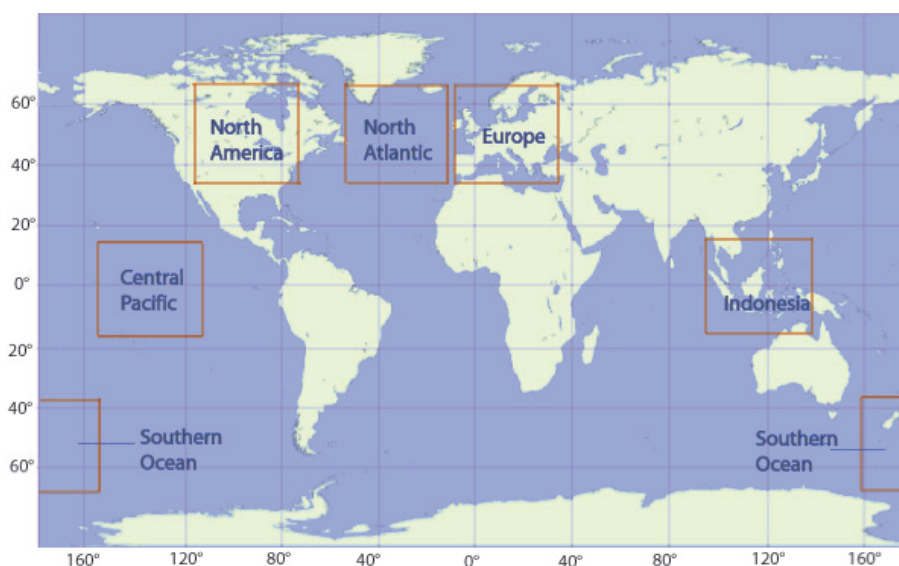 60°
North
America
North
Atlantic
Europe
40°
20°
Central
Pacific
0°
Indonesia
20°
40°
Southern
Ocean
Southern
Ocean
60°
160°
120°
80°
40°
0°
40°
80°
120°
160°